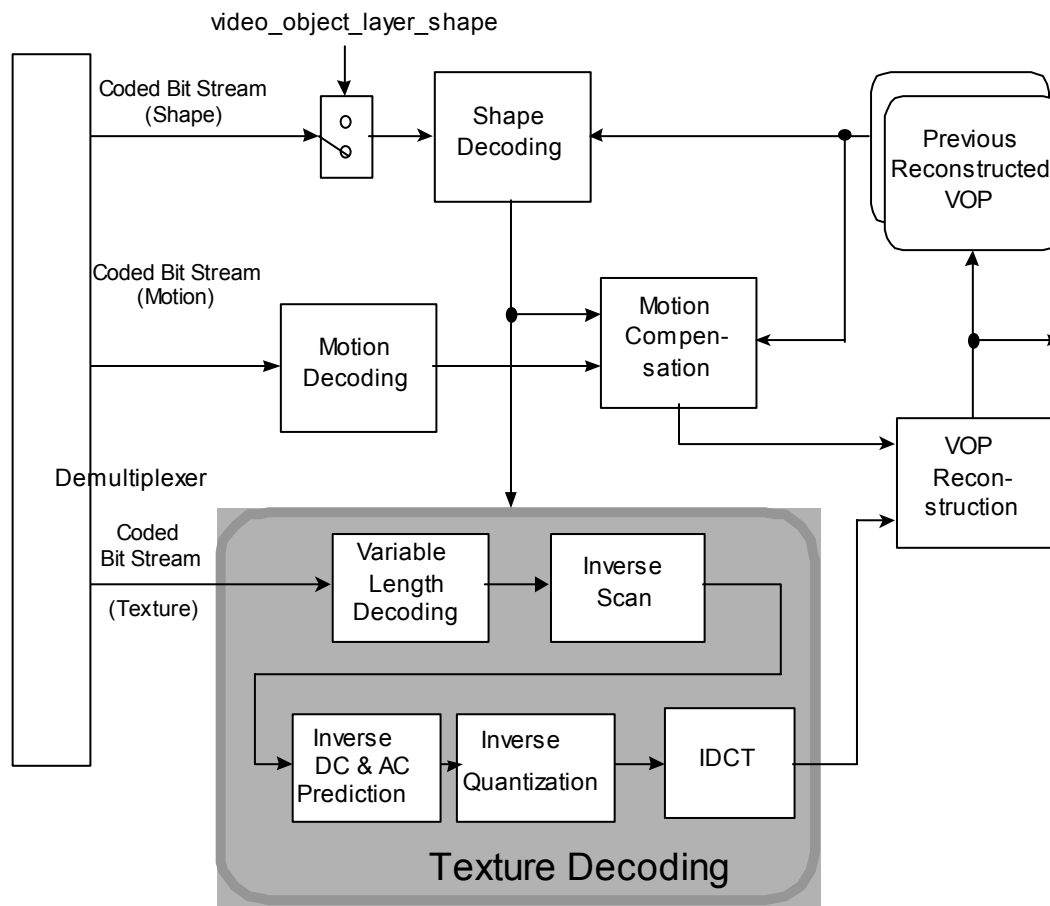 video_object_layer_shape
Coded Bit Stream
(Shape)
Shape
Decoding
Previous
Reconstructed
VOP
Coded Bit Stream
(Motion)
Motion
Decoding
Motion
Compen-
sation
VOP
Recon-
struction
Demultiplexer
Coded
Bit Stream
(Texture)
Variable
Length
Decoding
Inverse
Scan
Inverse
DC & AC
Prediction
Inverse
Quantization
IDCT
Texture Decoding